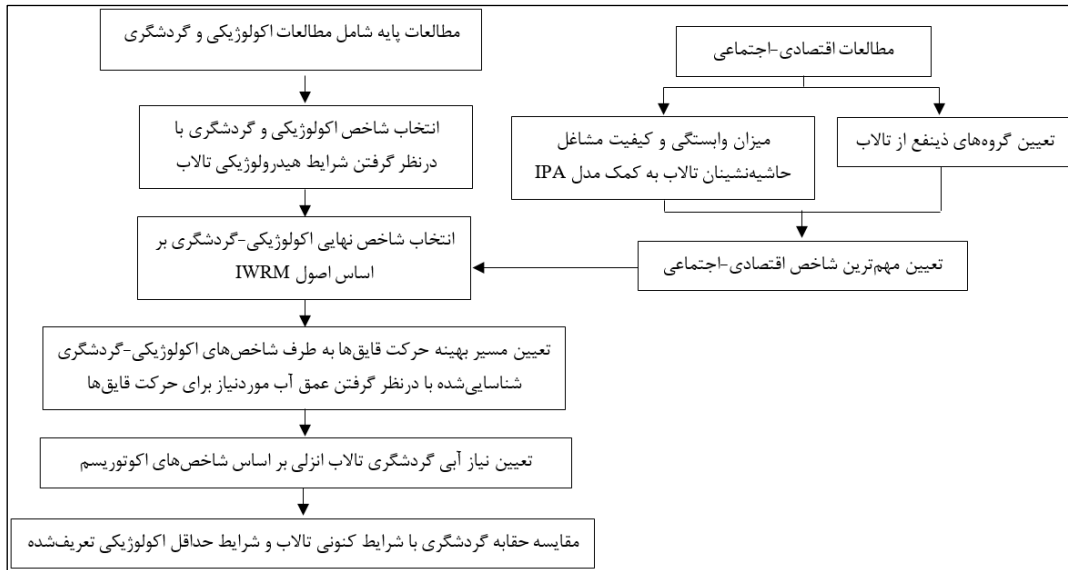 مطالعات پایه شامل مطالعات اکولوژیکی و گردشگری
مطالعات اقتصادی-اجتماعی
انتخاب شاخص اکولوژیکی و گردشگری با
درنظر گرفتن شرایط هیدرولوژیکی تالاب
میزان وابستگی و کیفیت مشاغل
حاشیه‌نشینان تالاب به کمک مدل IPA
تعیین گروه‌های ذینفع از تالاب
انتخاب شاخص نهایی اکولوژیکی-گردشگری بر
اساس اصول IWRM
تعیین مهم‌ترین شاخص اقتصادی-اجتماعی
تعیین مسیر بهینه حرکت قایق‌ها به طرف شاخص‌های اکولوژیکی-گردشگری
شناسایی‌شده با درنظر گرفتن عمق آب موردنیاز برای حرکت قایق‌ها
تعیین نیاز آبی گردشگری تالاب انزلی بر اساس شاخص‌های اکوتوریسم
مقایسه حقابه گردشگری با شرایط کنونی تالاب و شرایط حداقل اکولوژیکی تعریف‌شده